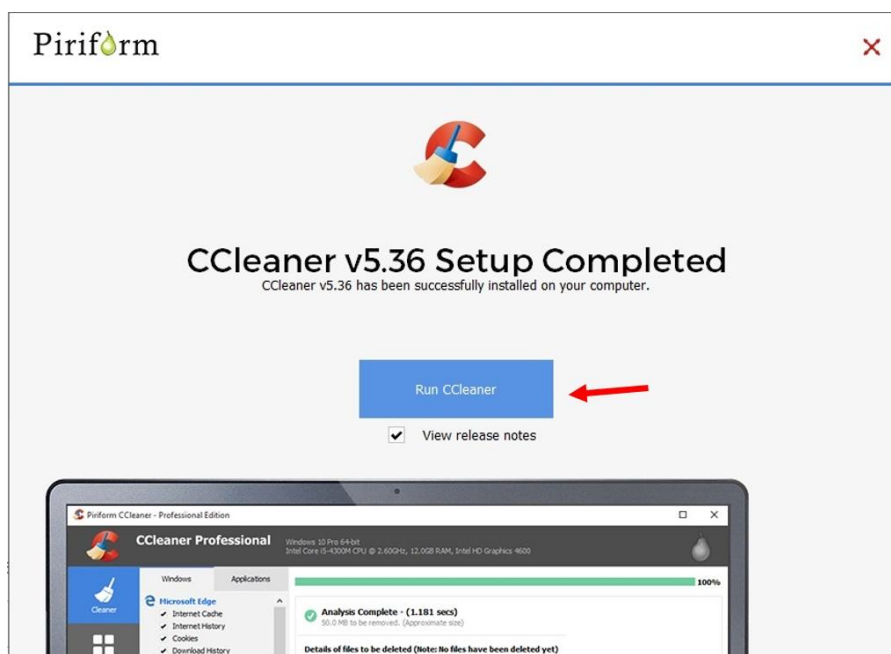 Piriform
CCleaner v5.36 Setup Completed
CCleaner v5.36 has been successfully installed on your computer.
Run CCleaner
View release notes
Piriform CCleaner - Professional Edition
CCleaner Professional
Windows 10 Pro 64-bit
Intel Core i5-4300M CPU @ 2.60GHz, 12.0GB RAM, Intel HD Graphics 4600
Cleaner
Windows Applications
100%
Microsoft Edge
Internet Cache
Internet History
Cookies
Download History
Analysis Complete - (1.181 secs)
50.0 MB to be removed. (Approximate size)
Details of files to be deleted (Note: No files have been deleted yet)